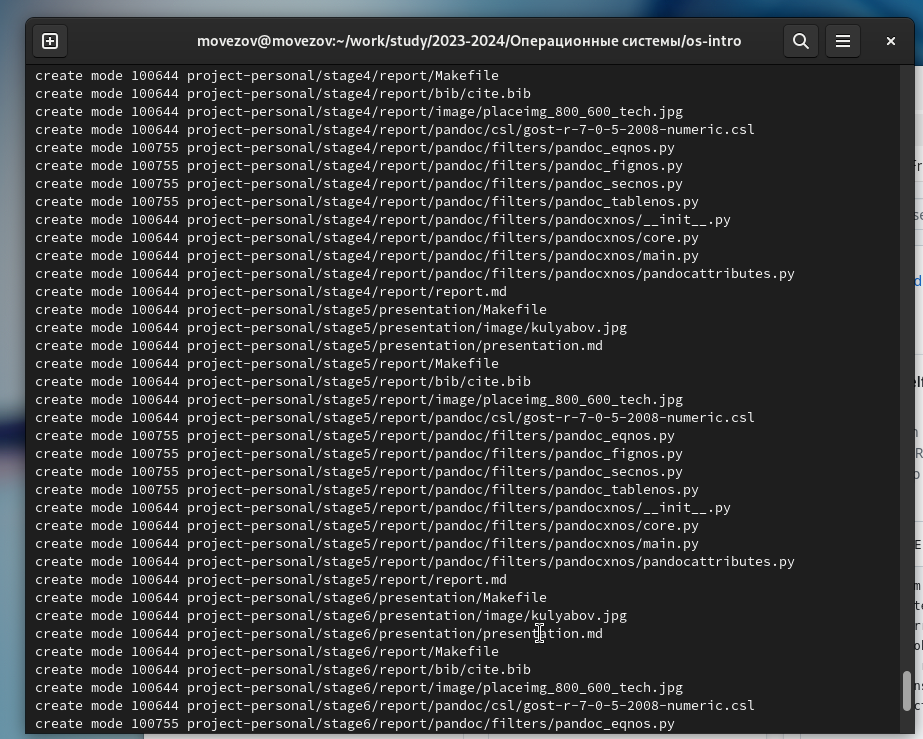 movezov@movezov:~/work/study/2023-2024/Операционные системы/os-intro
create mode 100644 project-personal/stage4/report/Makefile
create mode 100644 project-personal/stage4/report/bib/cite.bib
create mode 100644 project-personal/stage4/report/image/placeimg_800_600_tech.jpg
create mode 100644 project-personal/stage4/report/pandoc/csl/gost-r-7-0-5-2008-numeric.csl
create mode 100755 project-personal/stage4/report/pandoc/filters/pandoc_eqnos.py
create mode 100755 project-personal/stage4/report/pandoc/filters/pandoc_fignos.py
create mode 100755 project-personal/stage4/report/pandoc/filters/pandoc_secnos.py
create mode 100755 project-personal/stage4/report/pandoc/filters/pandoc_tablenos.py
create mode 100644 project-personal/stage4/report/pandoc/filters/pandocxnos/__init__.py
create mode 100644 project-personal/stage4/report/pandoc/filters/pandocxnos/core.py
create mode 100644 project-personal/stage4/report/pandoc/filters/pandocxnos/main.py
create mode 100644 project-personal/stage4/report/pandoc/filters/pandocxnos/pandocattributes.py
create mode 100644 project-personal/stage4/report/report.md
create mode 100644 project-personal/stage5/presentation/Makefile
create mode 100644 project-personal/stage5/presentation/image/kulyabov.jpg
create mode 100644 project-personal/stage5/presentation/presentation.md
create mode 100644 project-personal/stage5/report/Makefile
create mode 100644 project-personal/stage5/report/bib/cite.bib
create mode 100644 project-personal/stage5/report/image/placeimg_800_600_tech.jpg
create mode 100644 project-personal/stage5/report/pandoc/csl/gost-r-7-0-5-2008-numeric.csl
create mode 100755 project-personal/stage5/report/pandoc/filters/pandoc_eqnos.py
create mode 100755 project-personal/stage5/report/pandoc/filters/pandoc_fignos.py
create mode 100755 project-personal/stage5/report/pandoc/filters/pandoc_secnos.py
create mode 100755 project-personal/stage5/report/pandoc/filters/pandoc_tablenos.py
create mode 100644 project-personal/stage5/report/pandoc/filters/pandocxnos/__init__.py
create mode 100644 project-personal/stage5/report/pandoc/filters/pandocxnos/core.py
create mode 100644 project-personal/stage5/report/pandoc/filters/pandocxnos/main.py
create mode 100644 project-personal/stage5/report/pandoc/filters/pandocxnos/pandocattributes.py
create mode 100644 project-personal/stage5/report/report.md
create mode 100644 project-personal/stage6/presentation/Makefile
create mode 100644 project-personal/stage6/presentation/image/kulyabov.jpg
create mode 100644 project-personal/stage6/presentation/presentation.md
create mode 100644 project-personal/stage6/report/Makefile
create mode 100644 project-personal/stage6/report/bib/cite.bib
create mode 100644 project-personal/stage6/report/image/placeimg_800_600_tech.jpg
create mode 100644 project-personal/stage6/report/pandoc/csl/gost-r-7-0-5-2008-numeric.csl
create mode 100755 project-personal/stage6/report/pandoc/filters/pandoc_eqnos.py